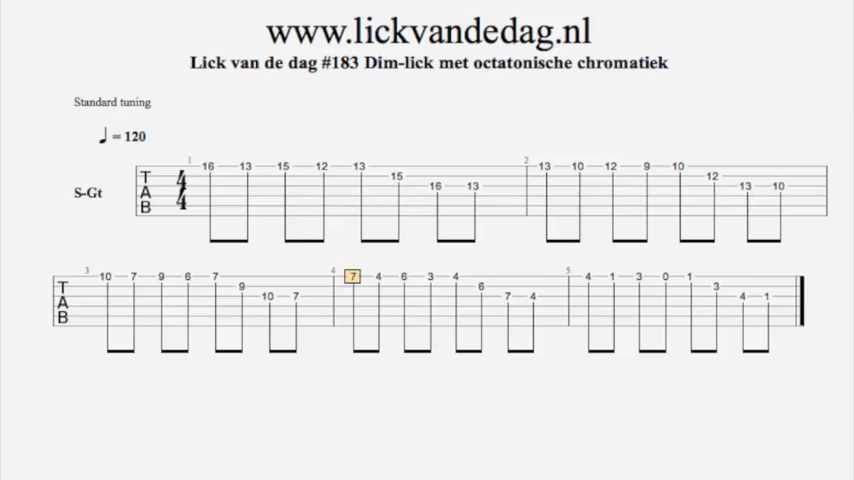 www.lickvandedag.nl
Lick van de dag #183 Dim-lick met octatonische chromatiek
Standard tuning
♩ = 120
S-Gt
T
A
B
4
4
1
16 13 15 12 13 15 16 13
2
13 10 12 9 10 12 13 10
T
A
B
3
10 7 9 6 7 9 10 7
4
7 4 6 3 4 6 7 4
5
4 1 3 0 1 3 4 1